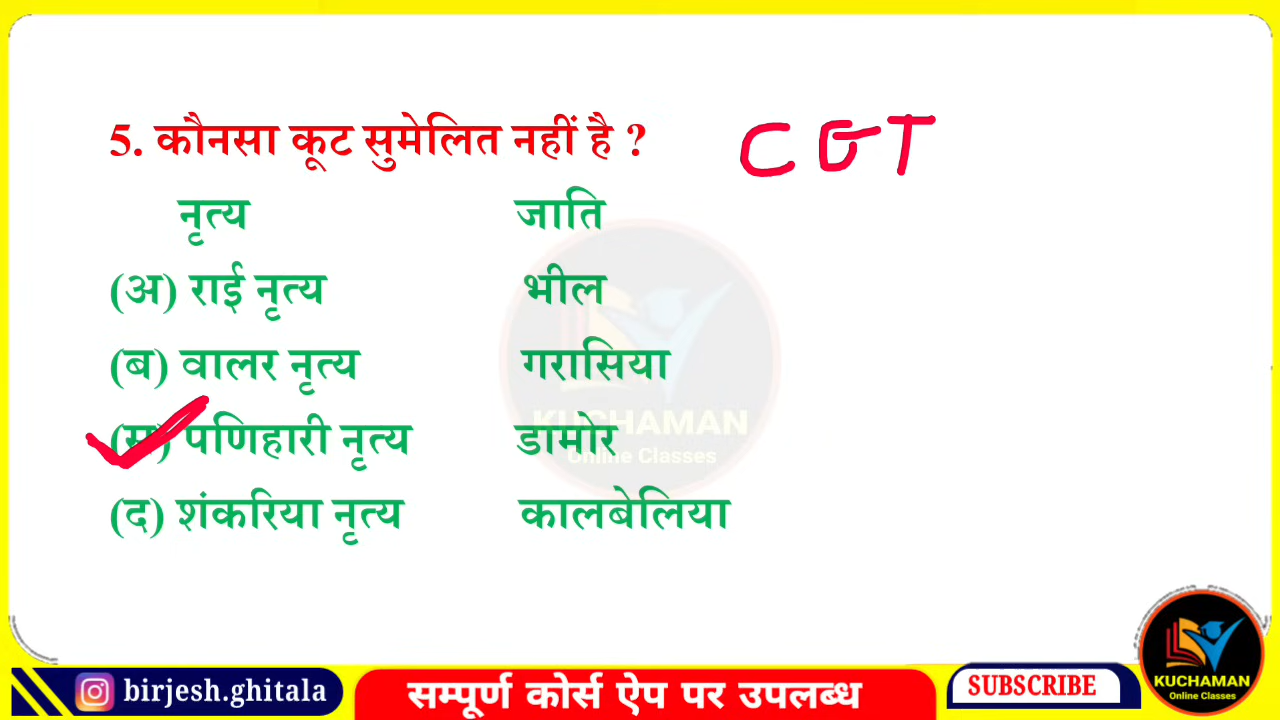 5. कौनसा कूट सुमेलित नहीं है ? CET
नृत्य जाति
(अ) राई नृत्य भील
(ब) वालर नृत्य गरासिया
(स) पणिहारी नृत्य डामोर
(द) शंकरिया नृत्य कालबेलिया
KUCHAMAN
Online Classes
birjesh.ghitala
सम्पूर्ण कोर्स ऐप पर उपलब्ध
SUBSCRIBE
KUCHAMAN
Online Classes